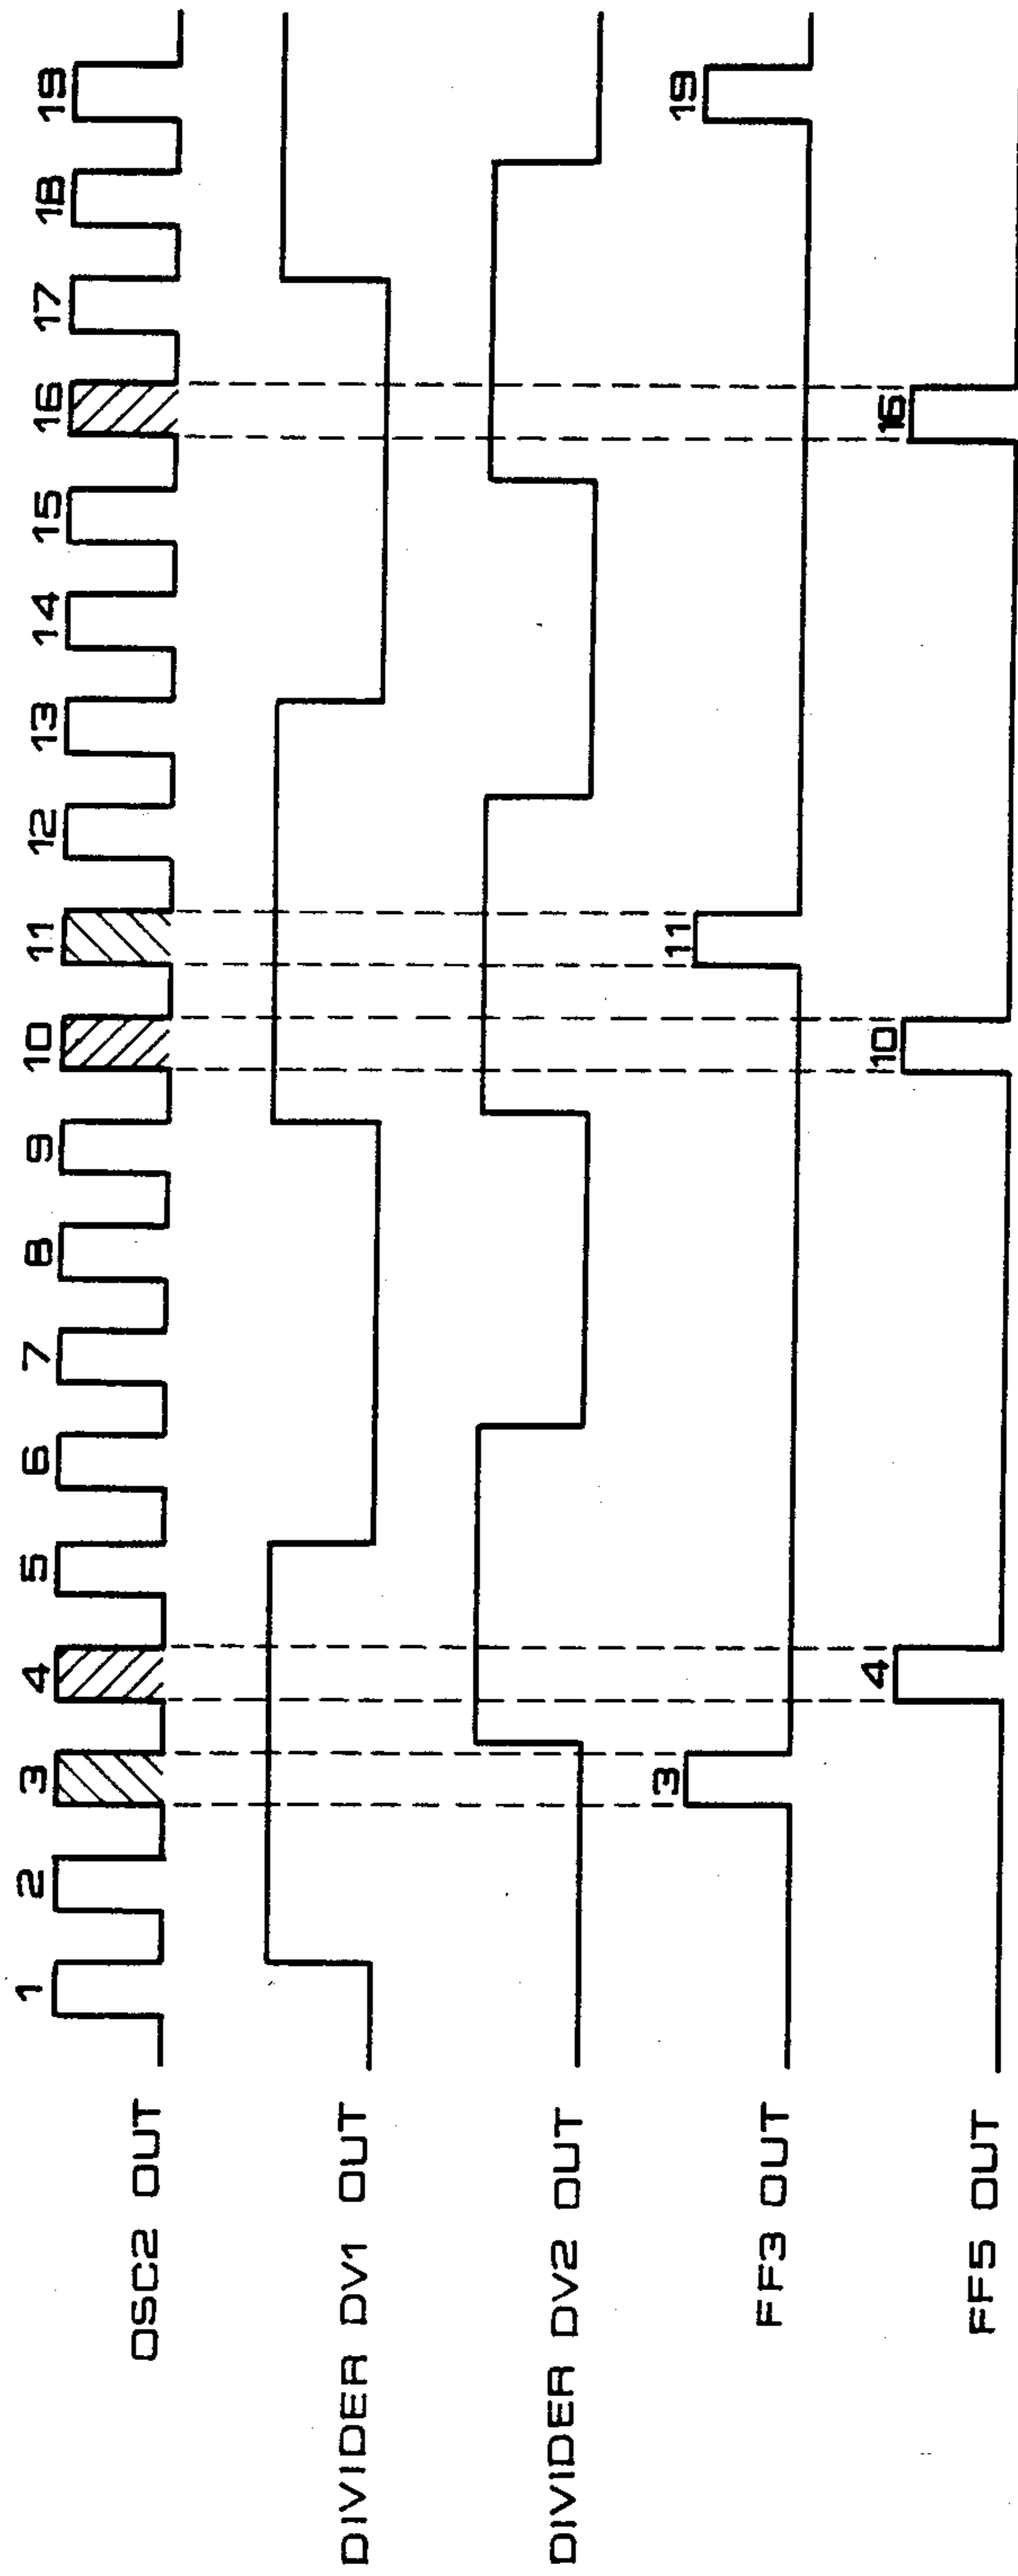 OSC2 OUT 1 2 3 4 5 6 7 8 9 10 11 12 13 14 15 16 17 18 19
DIVIDER DV1 OUT
DIVIDER DV2 OUT
FF3 OUT 3 11 19
FF5 OUT 4 10 16